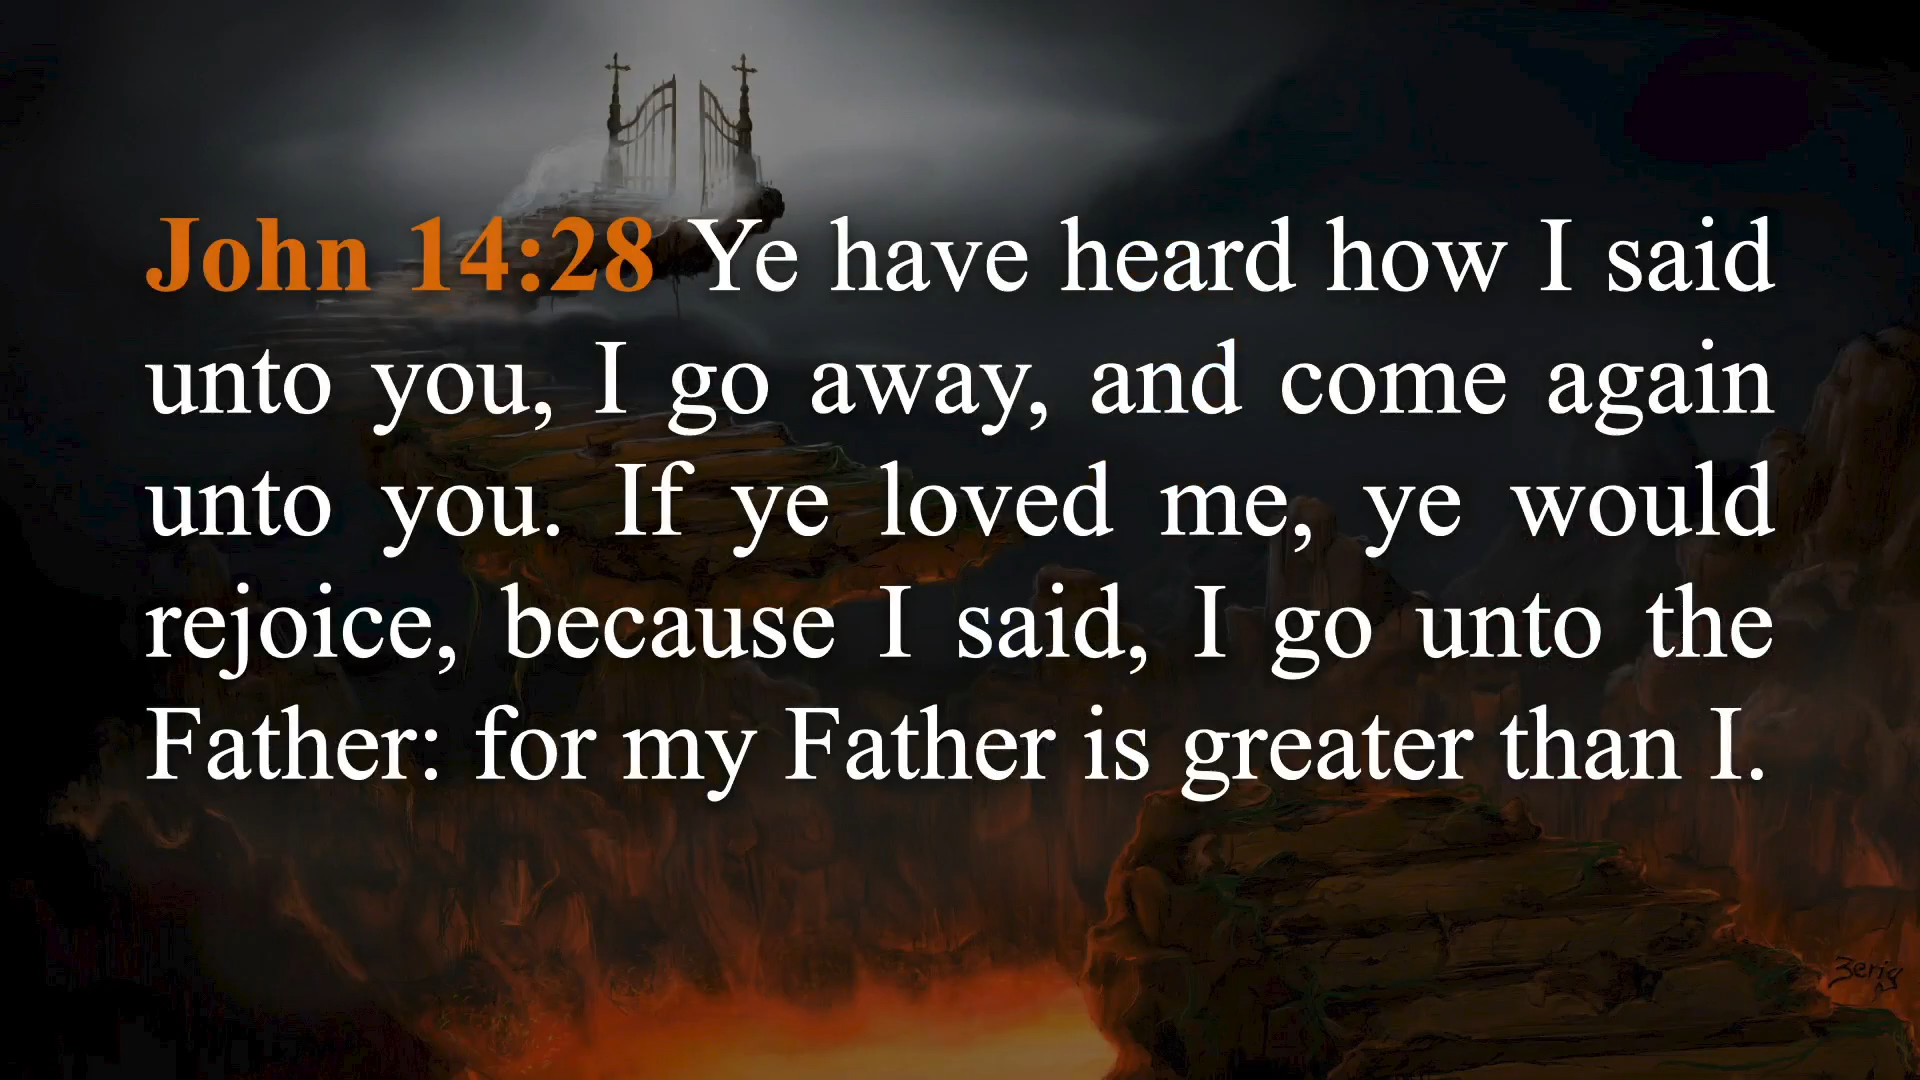 John 14:28 Ye have heard how I said
unto you, I go away, and come again
unto you. If ye loved me, ye would
rejoice, because I said, I go unto the
Father: for my Father is greater than I.